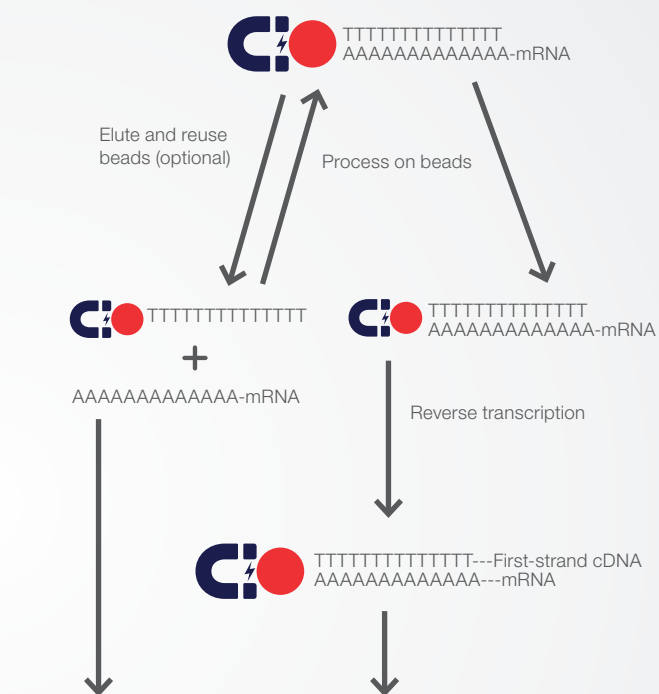 TTTTTTTTTTTTTT
AAAAAAAAAAAAA-mRNA
Elute and reuse
beads (optional)
Process on beads
TTTTTTTTTTTTTT
+
AAAAAAAAAAAAA-mRNA
TTTTTTTTTTTTTT
AAAAAAAAAAAAA-mRNA
Reverse transcription
TTTTTTTTTTTTTT---First-strand cDNA
AAAAAAAAAAAAA---mRNA